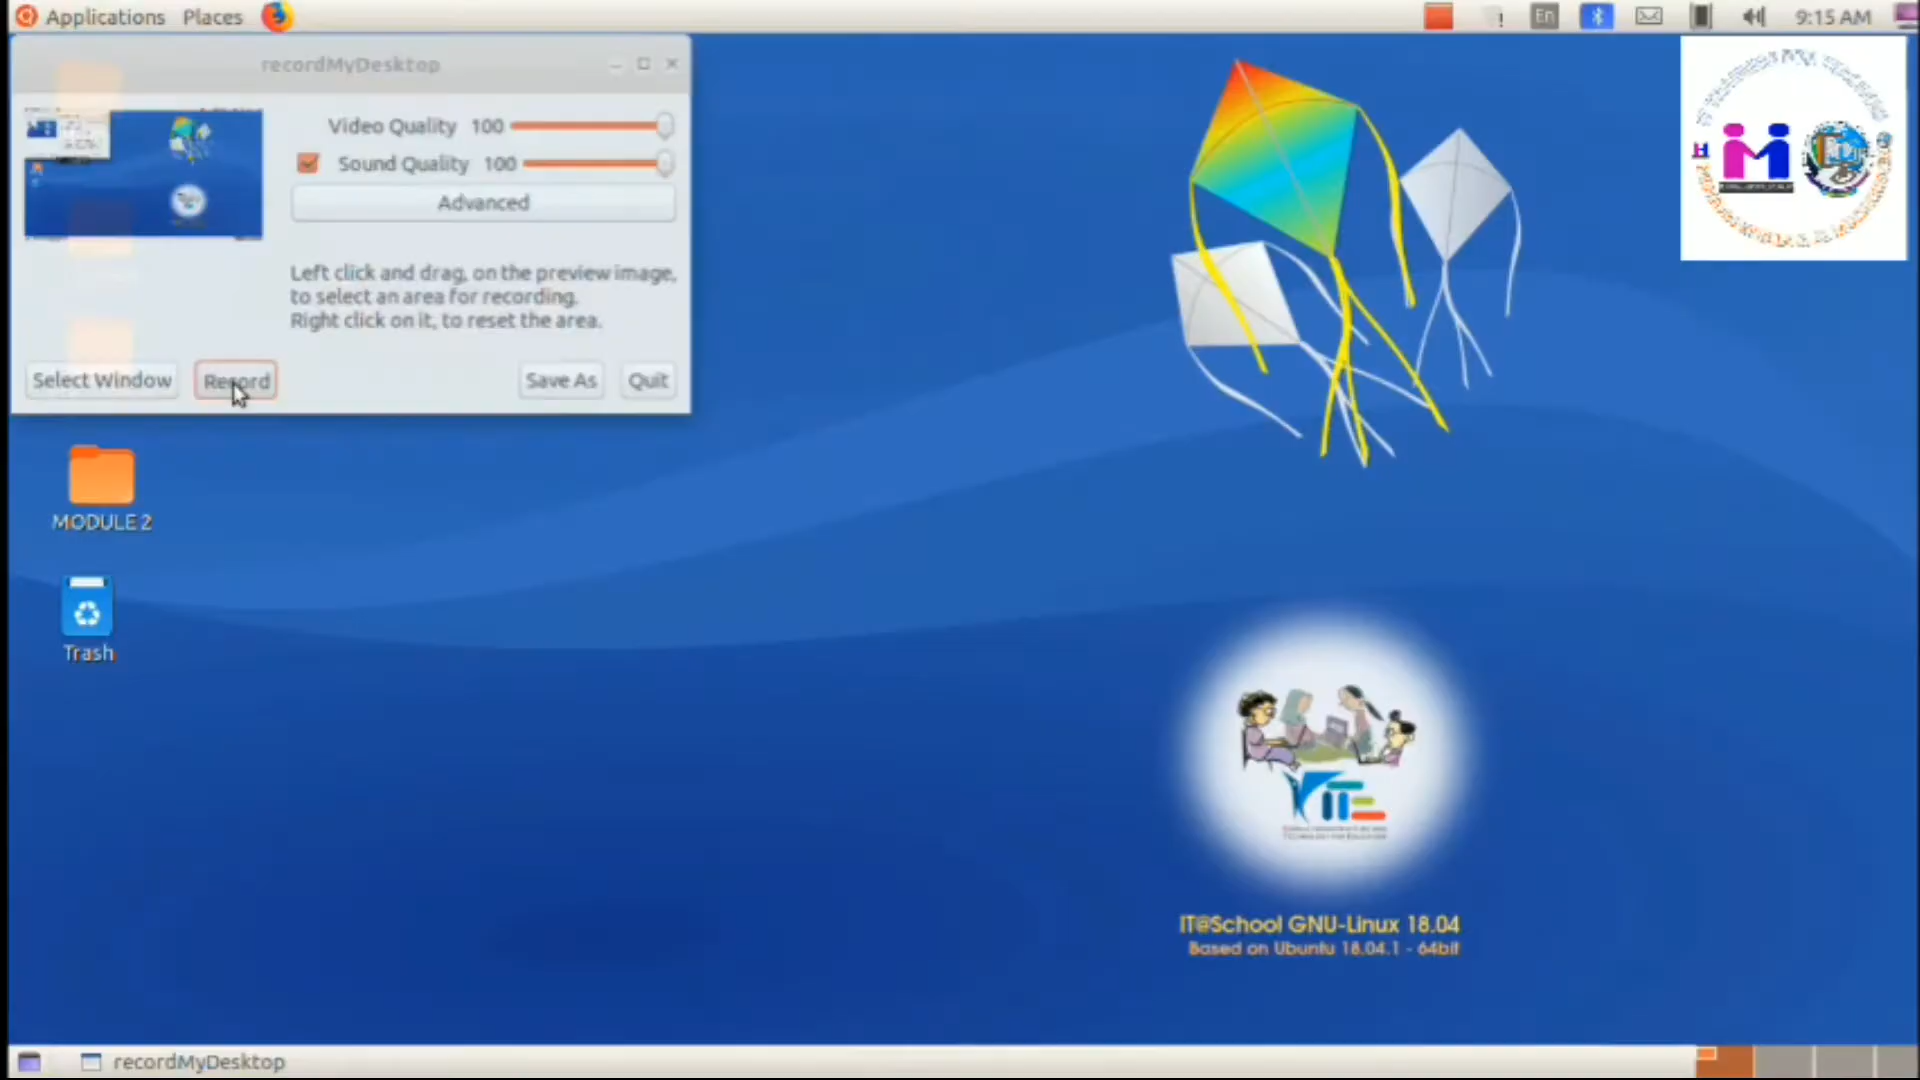 Applications Places
En
9:15 AM
recordMyDesktop
Video Quality 100
Sound Quality 100
Advanced
Left click and drag, on the preview image,
to select an area for recording.
Right click on it, to reset the area.
Select Window
Record
Save As
Quit
MODULE 2
Trash
IT@School GNU-Linux 18.04
Based on Ubuntu 18.04.1 - 64bit
recordMyDesktop